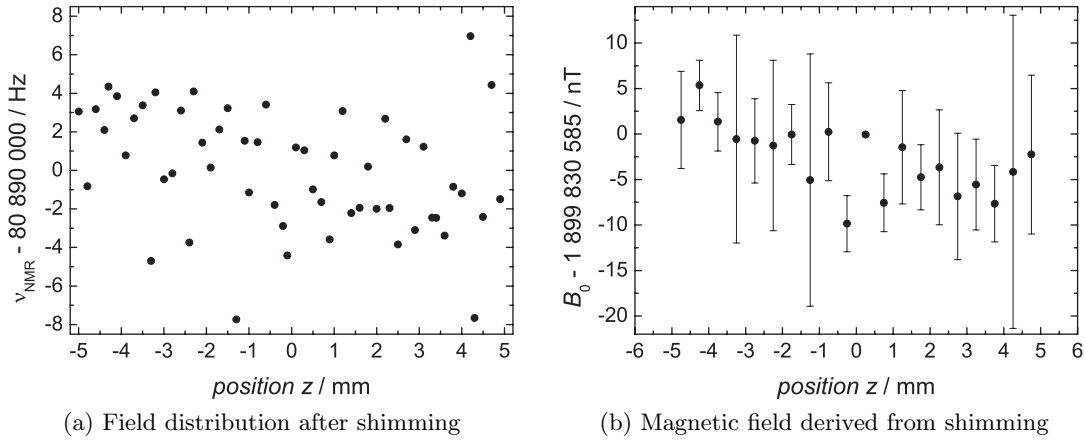 8
6
4
2
0
-2
-4
-6
-8
ν_NMR - 80 890 000 / Hz
-5 -4 -3 -2 -1 0 1 2 3 4 5
position z / mm
(a) Field distribution after shimming
10
5
0
-5
-10
-15
-20
B_0 - 1 899 830 585 / nT
-6 -5 -4 -3 -2 -1 0 1 2 3 4 5 6
position z / mm
(b) Magnetic field derived from shimming